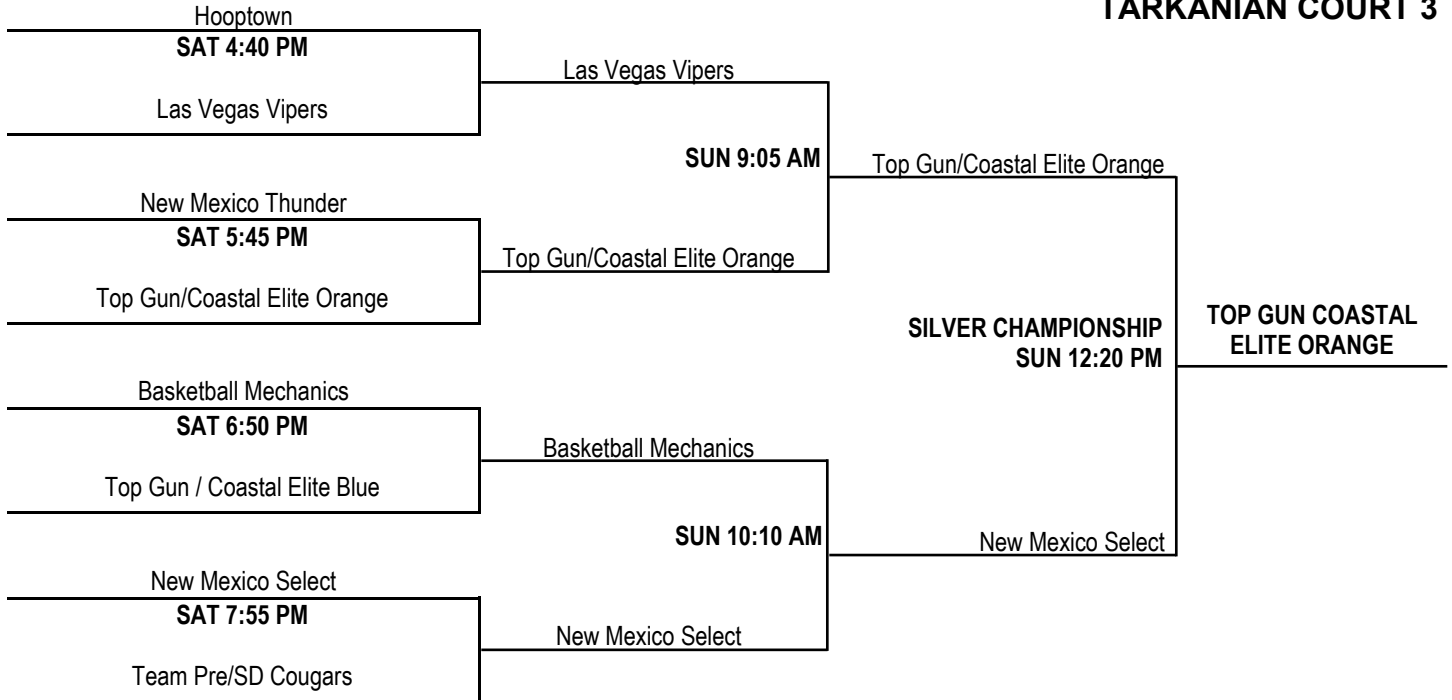 TARKANIAN COURT 3
Hooptown
SAT 4:40 PM
Las Vegas Vipers
Las Vegas Vipers
SUN 9:05 AM
Top Gun/Coastal Elite Orange
New Mexico Thunder
SAT 5:45 PM
Top Gun/Coastal Elite Orange
Top Gun/Coastal Elite Orange
SILVER CHAMPIONSHIP
SUN 12:20 PM
TOP GUN COASTAL
ELITE ORANGE
Basketball Mechanics
SAT 6:50 PM
Basketball Mechanics
Top Gun / Coastal Elite Blue
SUN 10:10 AM
New Mexico Select
New Mexico Select
SAT 7:55 PM
New Mexico Select
Team Pre/SD Cougars